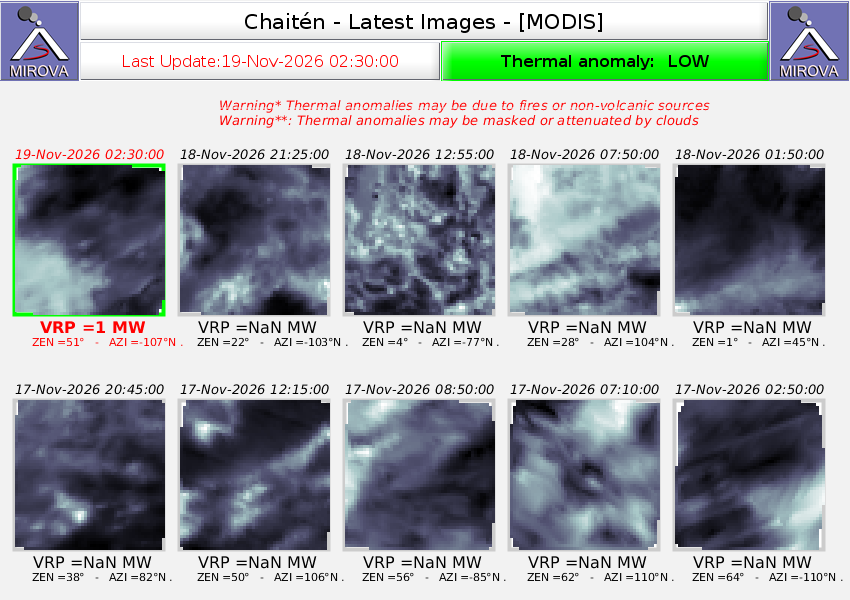 MIROVA
Chaitén - Latest Images - [MODIS]
MIROVA
Last Update:19-Nov-2026 02:30:00
Thermal anomaly: LOW
Warning* Thermal anomalies may be due to fires or non-volcanic sources
Warning**: Thermal anomalies may be masked or attenuated by clouds
19-Nov-2026 02:30:00
18-Nov-2026 21:25:00
18-Nov-2026 12:55:00
18-Nov-2026 07:50:00
18-Nov-2026 01:50:00
VRP =1 MW
VRP =NaN MW
VRP =NaN MW
VRP =NaN MW
VRP =NaN MW
ZEN =51° - AZI =-107°N .
ZEN =22° - AZI =-103°N .
ZEN =4° - AZI =-77°N .
ZEN =28° - AZI =104°N .
ZEN =1° - AZI =45°N .
17-Nov-2026 20:45:00
17-Nov-2026 12:15:00
17-Nov-2026 08:50:00
17-Nov-2026 07:10:00
17-Nov-2026 02:50:00
VRP =NaN MW
VRP =NaN MW
VRP =NaN MW
VRP =NaN MW
VRP =NaN MW
ZEN =38° - AZI =82°N .
ZEN =50° - AZI =106°N .
ZEN =56° - AZI =-85°N .
ZEN =62° - AZI =110°N .
ZEN =64° - AZI =-110°N .